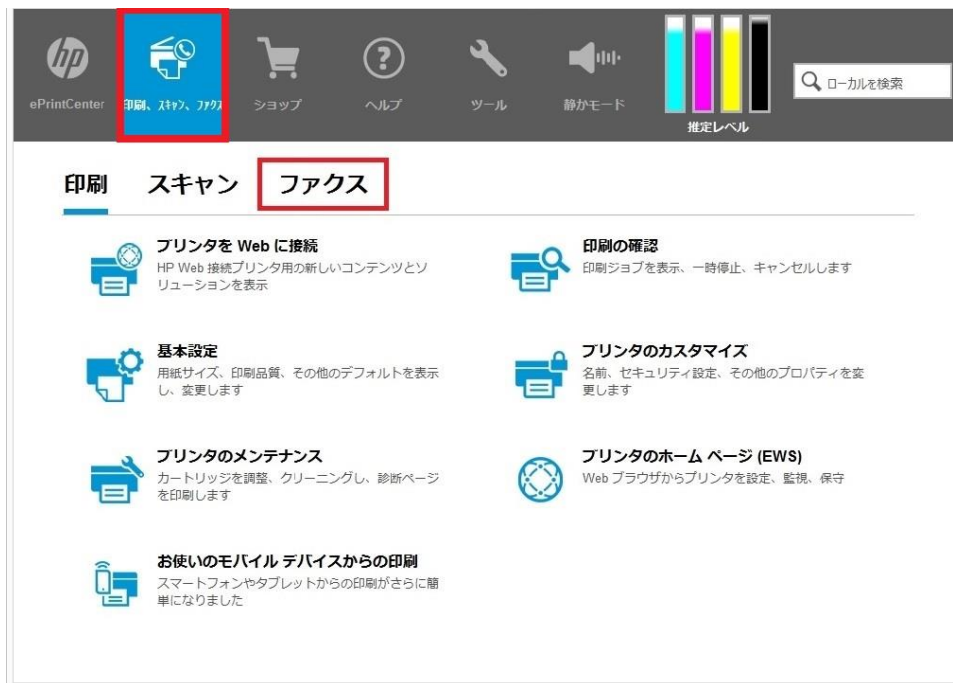 hp
ePrintCenter
印刷、スキャン、ファクス
ショップ
ヘルプ
ツール
静かモード
推定レベル
ローカルを検索
印刷 スキャン ファクス
プリンタを Web に接続
HP Web 接続プリンタ用の新しいコンテンツとソ
リューションを表示
印刷の確認
印刷ジョブを表示、一時停止、キャンセルします
基本設定
用紙サイズ、印刷品質、その他のデフォルトを表示
し、変更します
プリンタのカスタマイズ
名前、セキュリティ設定、その他のプロパティを変
更します
プリンタのメンテナンス
カートリッジを調整、クリーニングし、診断ページ
を印刷します
プリンタのホーム ページ (EWS)
Web ブラウザからプリンタを設定、監視、保守
お使いのモバイル デバイスからの印刷
スマートフォンやタブレットからの印刷がさらに簡
単になりました